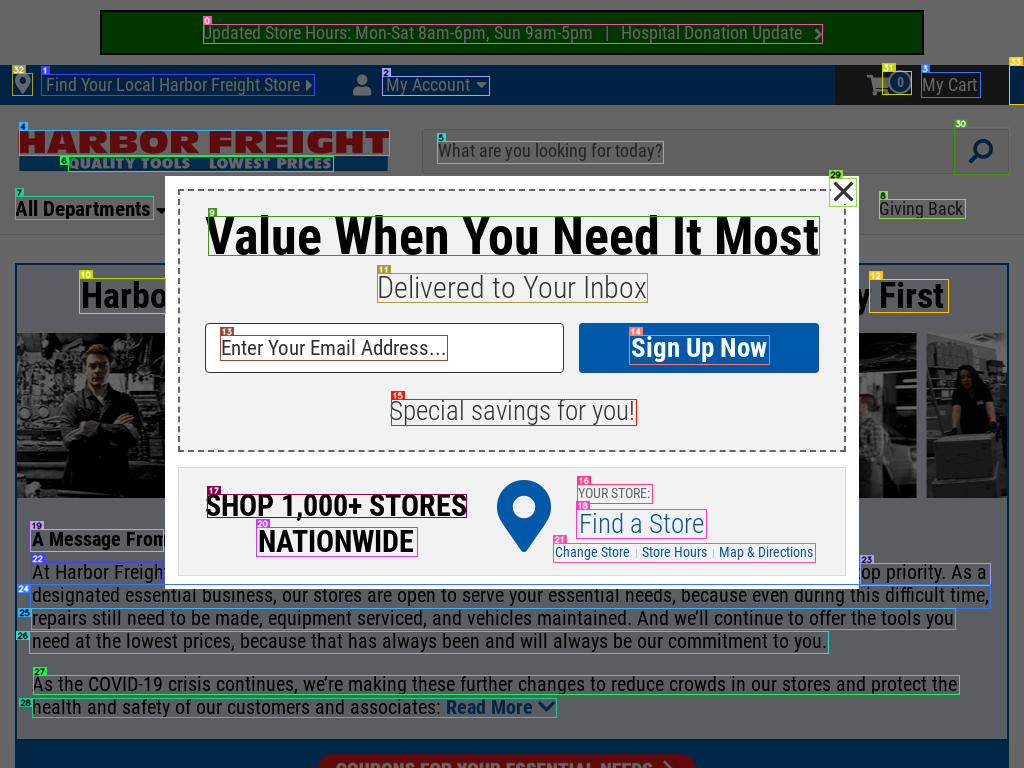 Updated Store Hours: Mon-Sat 8am-6pm, Sun 9am-5pm | Hospital Donation Update
Find Your Local Harbor Freight Store
My Account
0
My Cart
HARBOR FREIGHT
QUALITY TOOLS LOWEST PRICES
What are you looking for today?
All Departments
Giving Back
Value When You Need It Most
Delivered to Your Inbox
Harbo
y First
Enter Your Email Address...
Sign Up Now
Special savings for you!
SHOP 1,000+ STORES
NATIONWIDE
YOUR STORE:
Find a Store
Change Store | Store Hours | Map & Directions
A Message From
At Harbor Freigh
op priority. As a
designated essential business, our stores are open to serve your essential needs, because even during this difficult time,
repairs still need to be made, equipment serviced, and vehicles maintained. And we'll continue to offer the tools you
need at the lowest prices, because that has always been and will always be our commitment to you.
As the COVID-19 crisis continues, we're making these further changes to reduce crowds in our stores and protect the
health and safety of our customers and associates: Read More
COUPONS FOR YOUR ESSENTIAL NEEDS